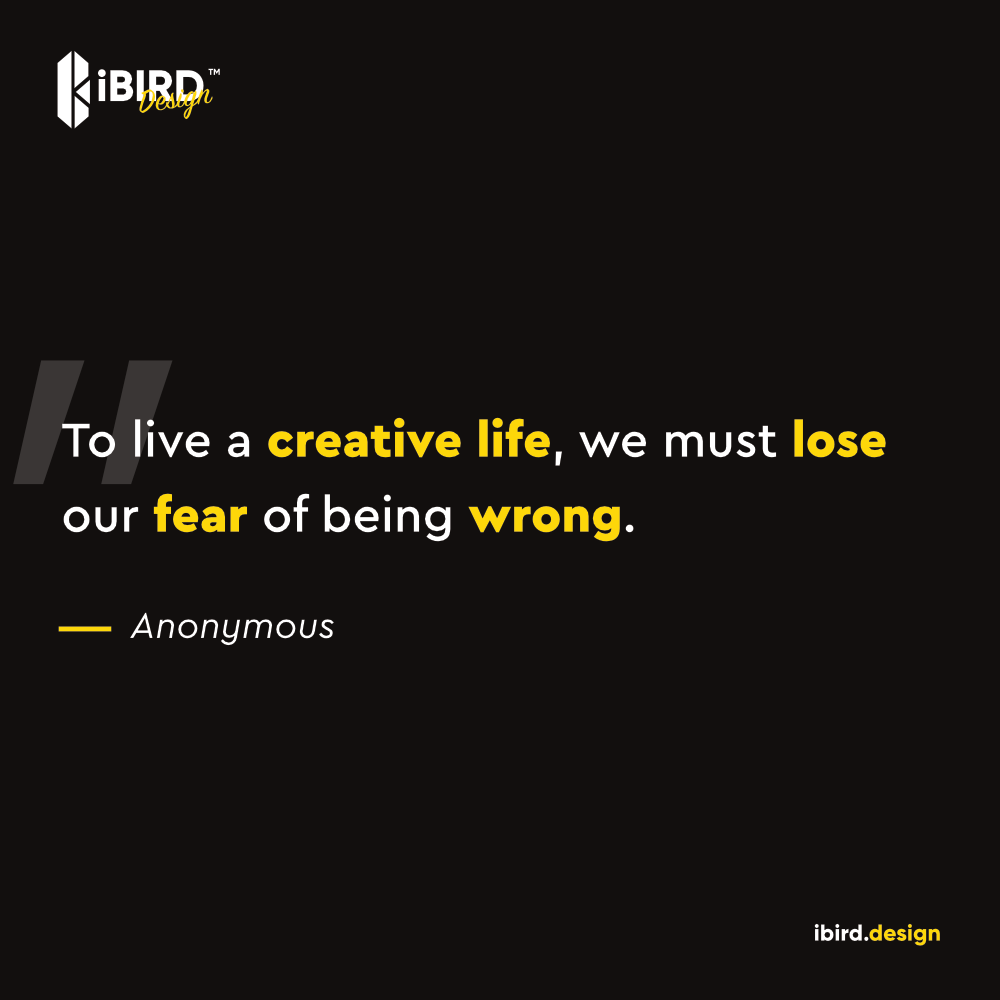 iBIRD™
Design
"
To live a creative life, we must lose
our fear of being wrong.
— Anonymous
ibird.design